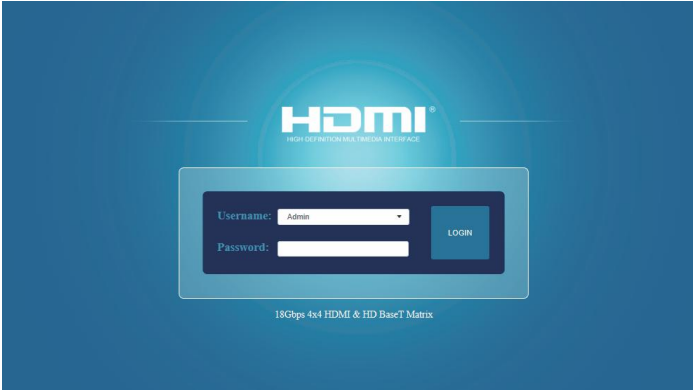 HDMI®
HIGH-DEFINITION MULTIMEDIA INTERFACE
Username: Admin
LOGIN
Password:
18Gbps 4x4 HDMI & HD BaseT Matrix